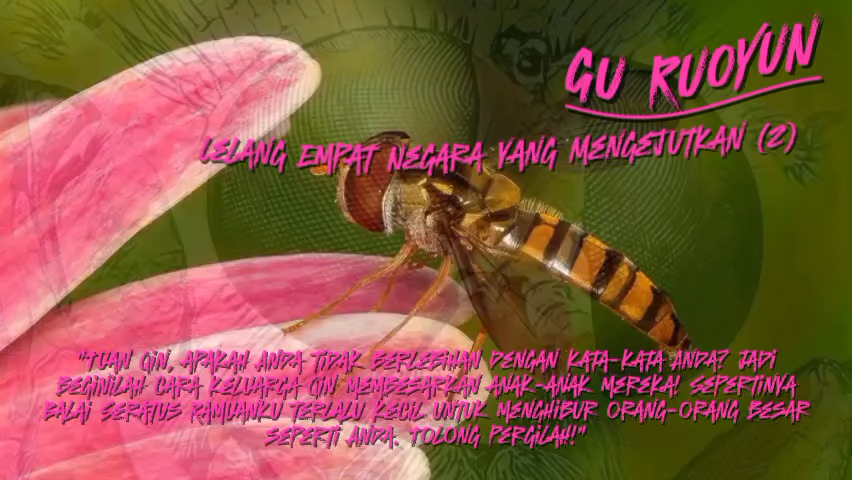 GU RUOYUN
LELANG EMPAT NEGARA YANG MENGEJUTKAN (2)
"TUAN QIN, APAKAH ANDA TIDAK BERLEBIHAN DENGAN KATA-KATA ANDA? JADI
BEGINILAH CARA KELUARGA QIN MEMBESARKAN ANAK-ANAK MEREKA! SEPERTINYA
BALAI SERATUS RAMUANKU TERLALU KECIL UNTUK MENGHIBUR ORANG-ORANG BESAR
SEPERTI ANDA. TOLONG PERGILAH!"